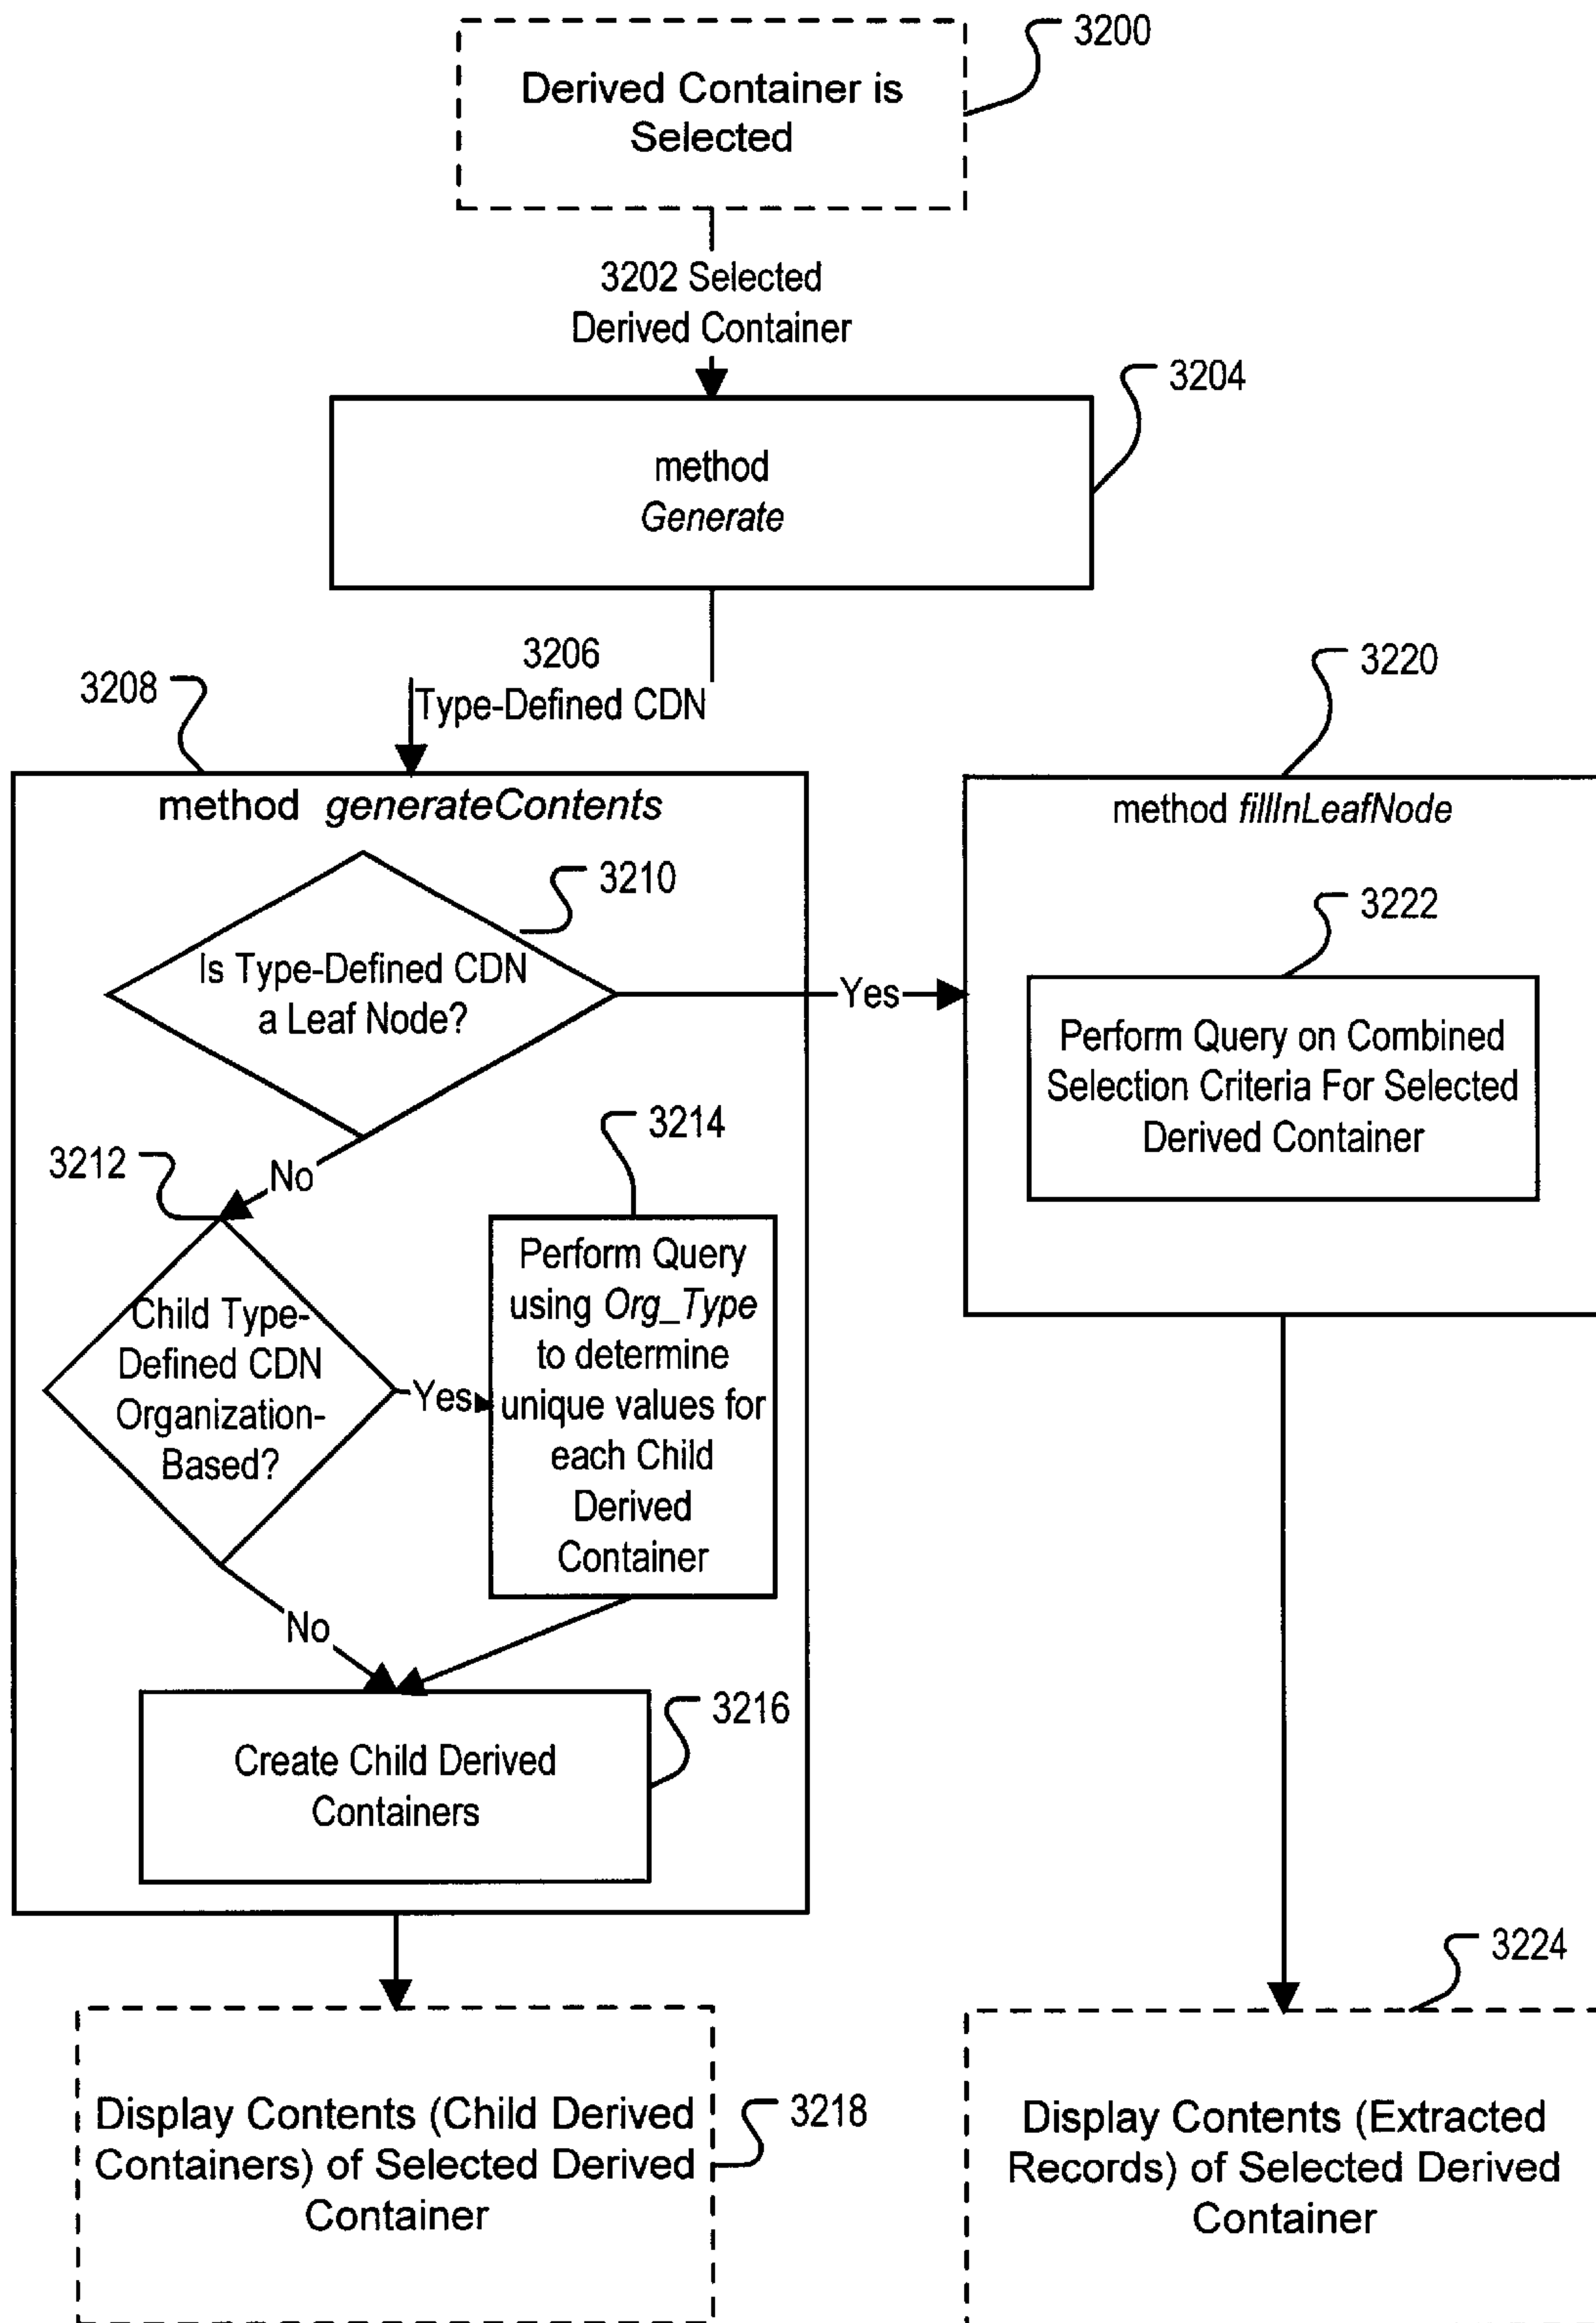 3200
Derived Container is
Selected
3202 Selected
Derived Container
3204
method
Generate
3206
Type-Defined CDN
3208
method generateContents
3210
Is Type-Defined CDN
a Leaf Node?
Yes
No
3212
Child Type-
Defined CDN
Organization-
Based?
Yes
3214
Perform Query
using Org_Type
to determine
unique values for
each Child
Derived
Container
No
3216
Create Child Derived
Containers
3220
method fillInLeafNode
3222
Perform Query on Combined
Selection Criteria For Selected
Derived Container
3218
Display Contents (Child Derived
Containers) of Selected Derived
Container
3224
Display Contents (Extracted
Records) of Selected Derived
Container